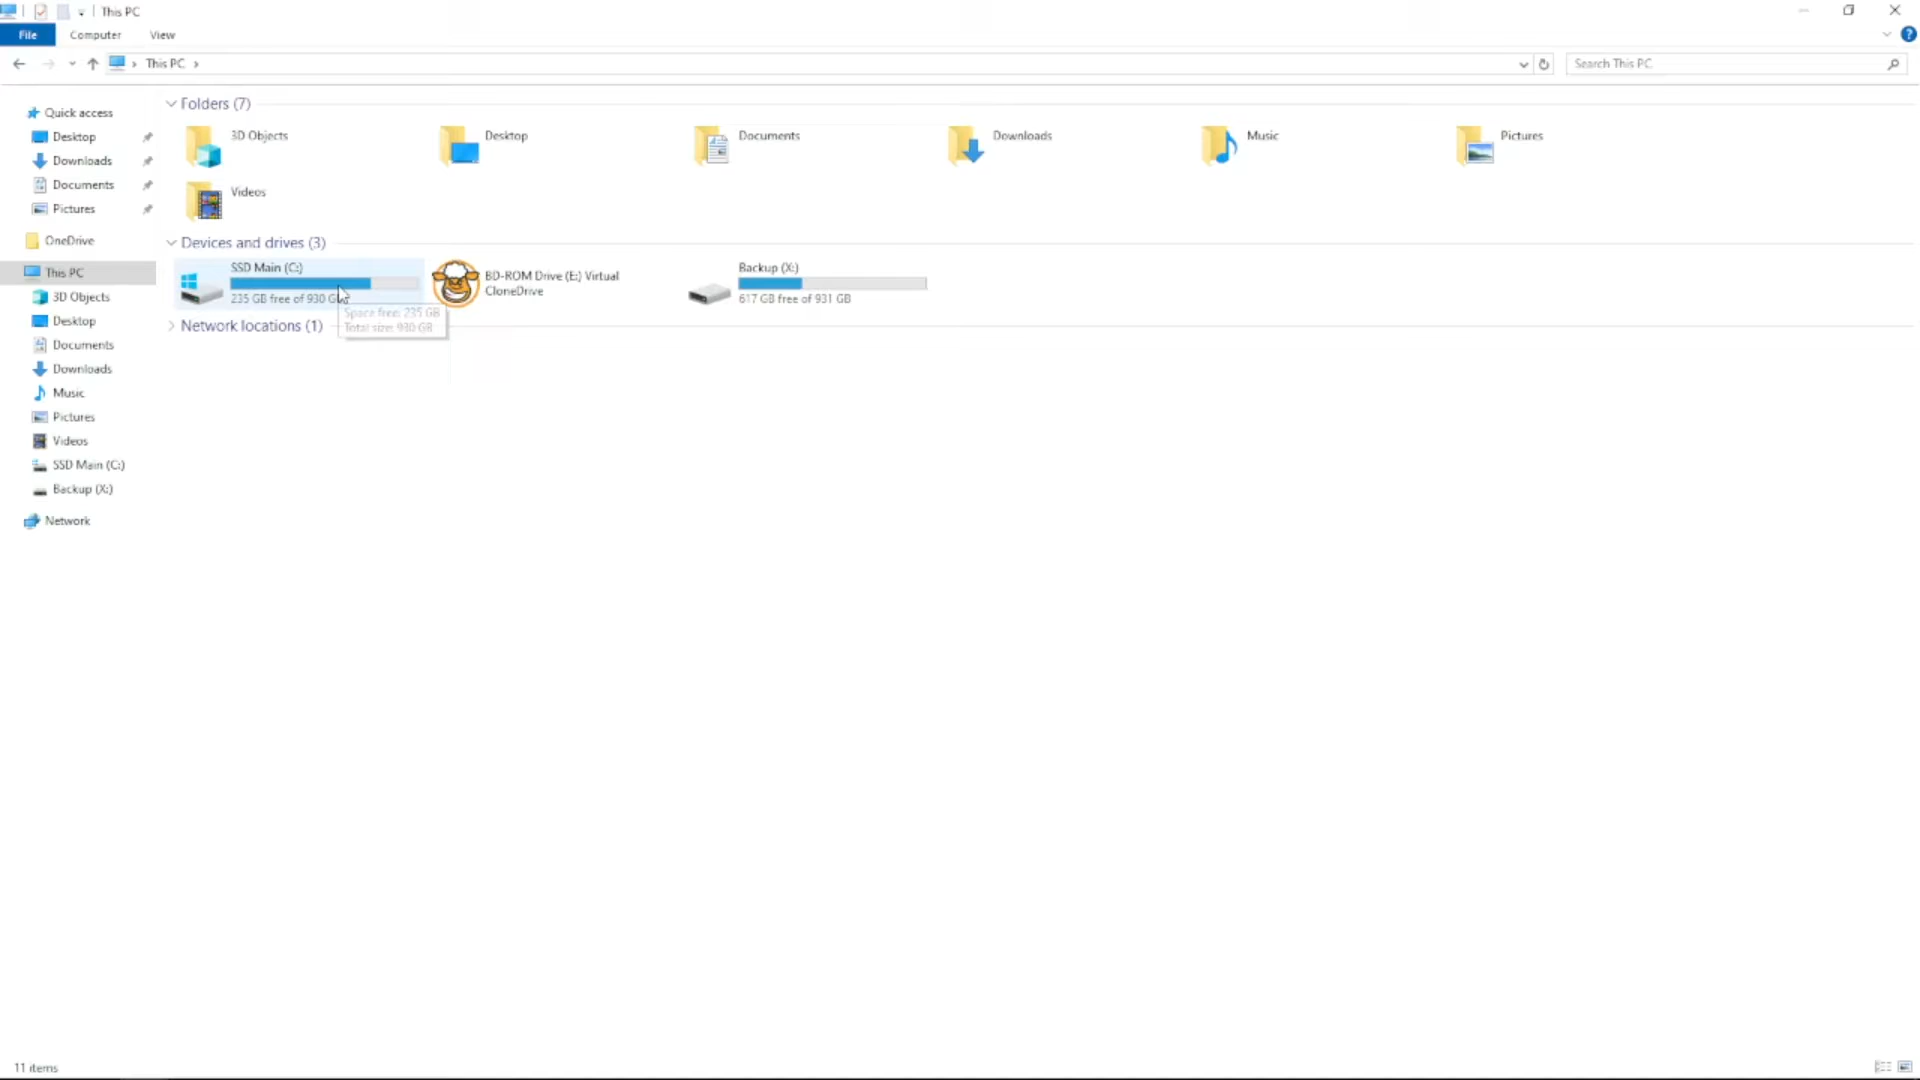 This PC
File
Computer
View
This PC
Search This PC
Quick access
Desktop
Downloads
Documents
Pictures
OneDrive
This PC
3D Objects
Desktop
Documents
Downloads
Music
Pictures
Videos
SSD Main (C:)
Backup (X:)
Network
Folders (7)
3D Objects
Desktop
Documents
Downloads
Music
Pictures
Videos
Devices and drives (3)
SSD Main (C:)
235 GB free of 930 G
BD-ROM Drive (E:) Virtual
CloneDrive
Backup (X:)
617 GB free of 931 GB
Space free: 235 GB
Total size: 930 GB
Network locations (1)
11 items